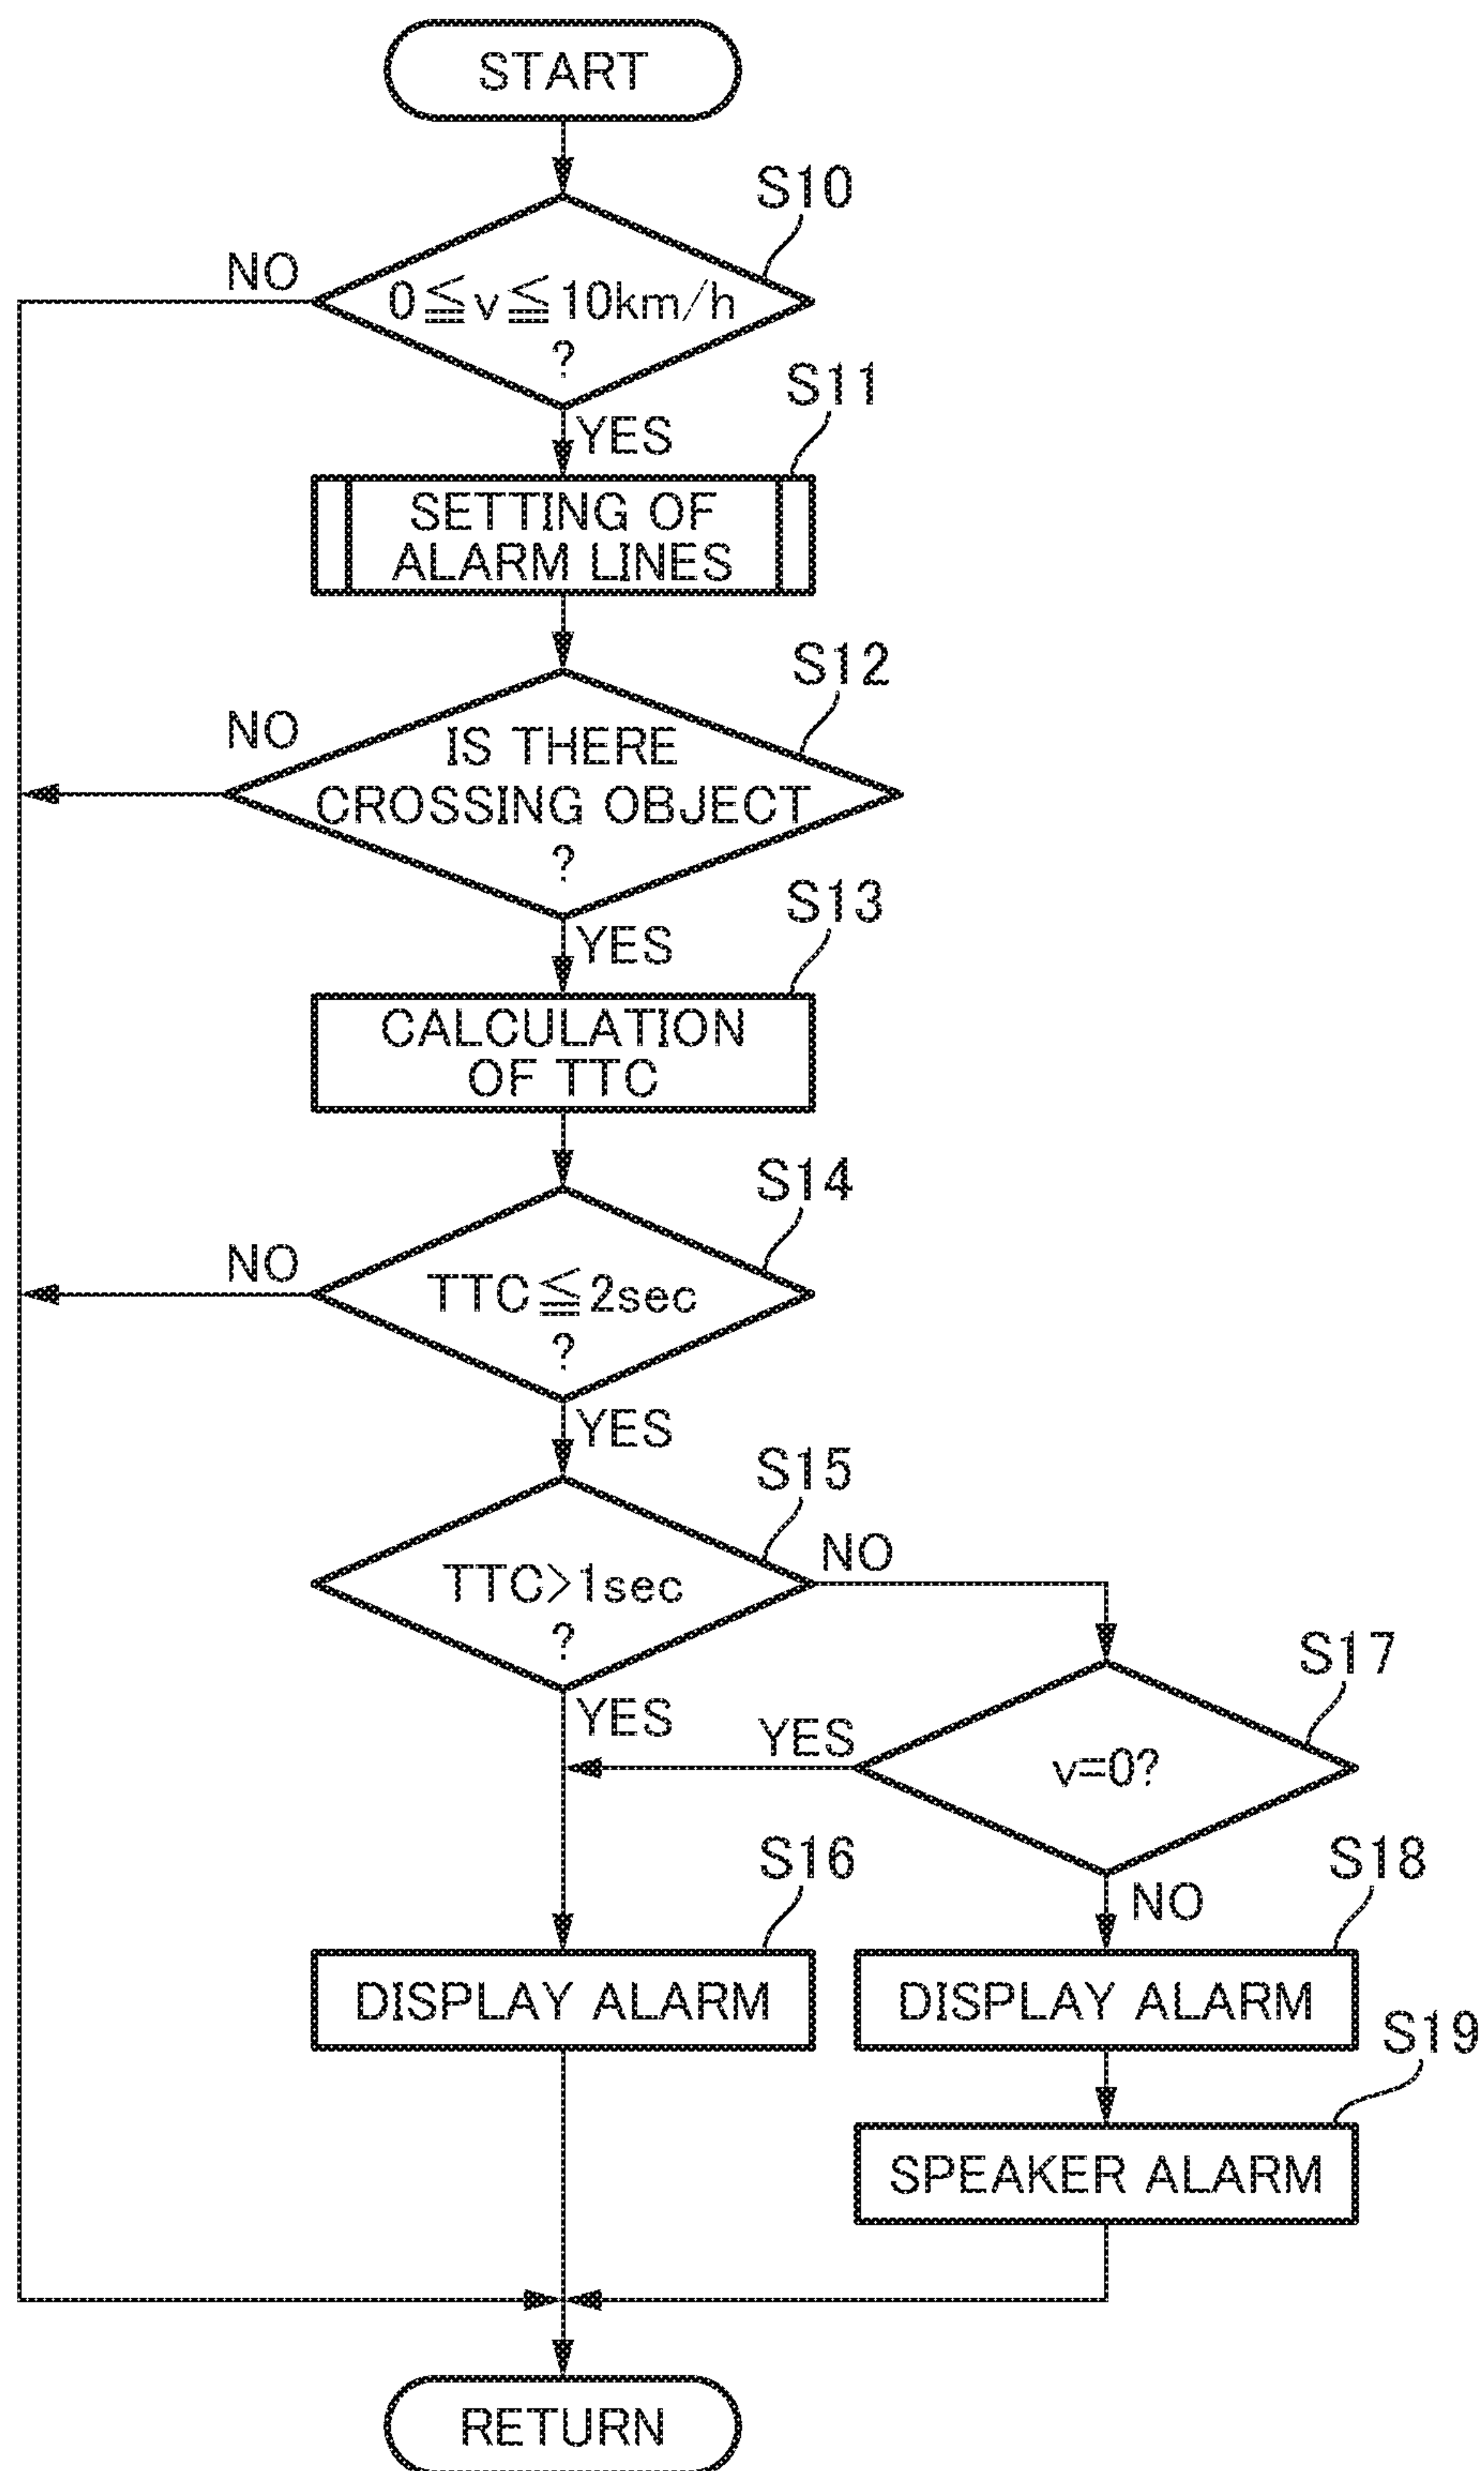 START
S10
NO
0≦v≦10km/h
?
S11
YES
SETTING OF
ALARM LINES
S12
NO
IS THERE
CROSSING OBJECT
?
S13
YES
CALCULATION
OF TTC
S14
NO
TTC≦2sec
?
YES
S15
NO
TTC>1sec
?
S17
YES
YES
v=0?
S16
S18
NO
DISPLAY ALARM
DISPLAY ALARM
S19
SPEAKER ALARM
RETURN